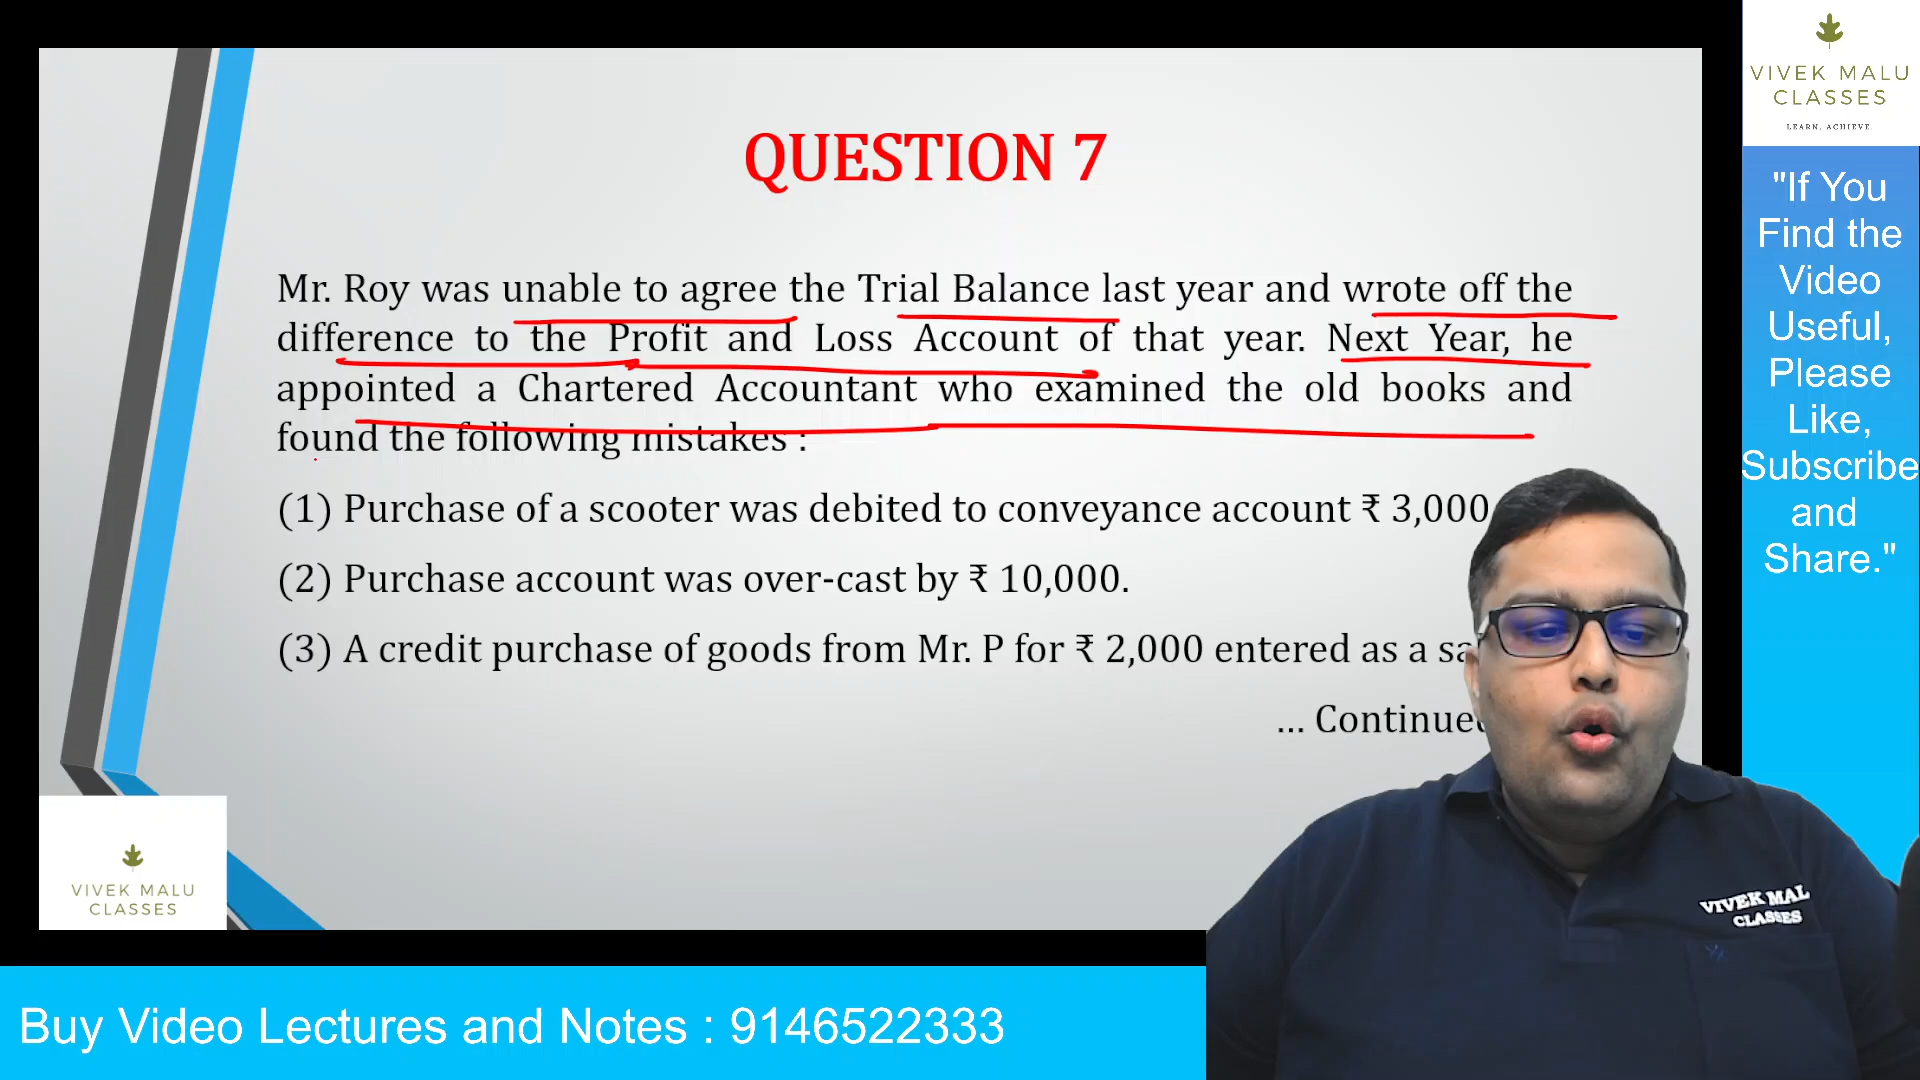 QUESTION 7
Mr. Roy was unable to agree the Trial Balance last year and wrote off the
difference to the Profit and Loss Account of that year. Next Year, he
appointed a Chartered Accountant who examined the old books and
found the following mistakes :
(1) Purchase of a scooter was debited to conveyance account ₹ 3,000
(2) Purchase account was over-cast by ₹ 10,000.
(3) A credit purchase of goods from Mr. P for ₹ 2,000 entered as a
...
VIVEK MALU
CLASSES
VIVEK MALU
CLASSES
LEARN. ACHIEVE.
"If You
Find the
Video
Useful,
Please
Like,
Subscribe
and
Share."
VIVEK MAL
CLASSES
Buy Video Lectures and Notes : 9146522333